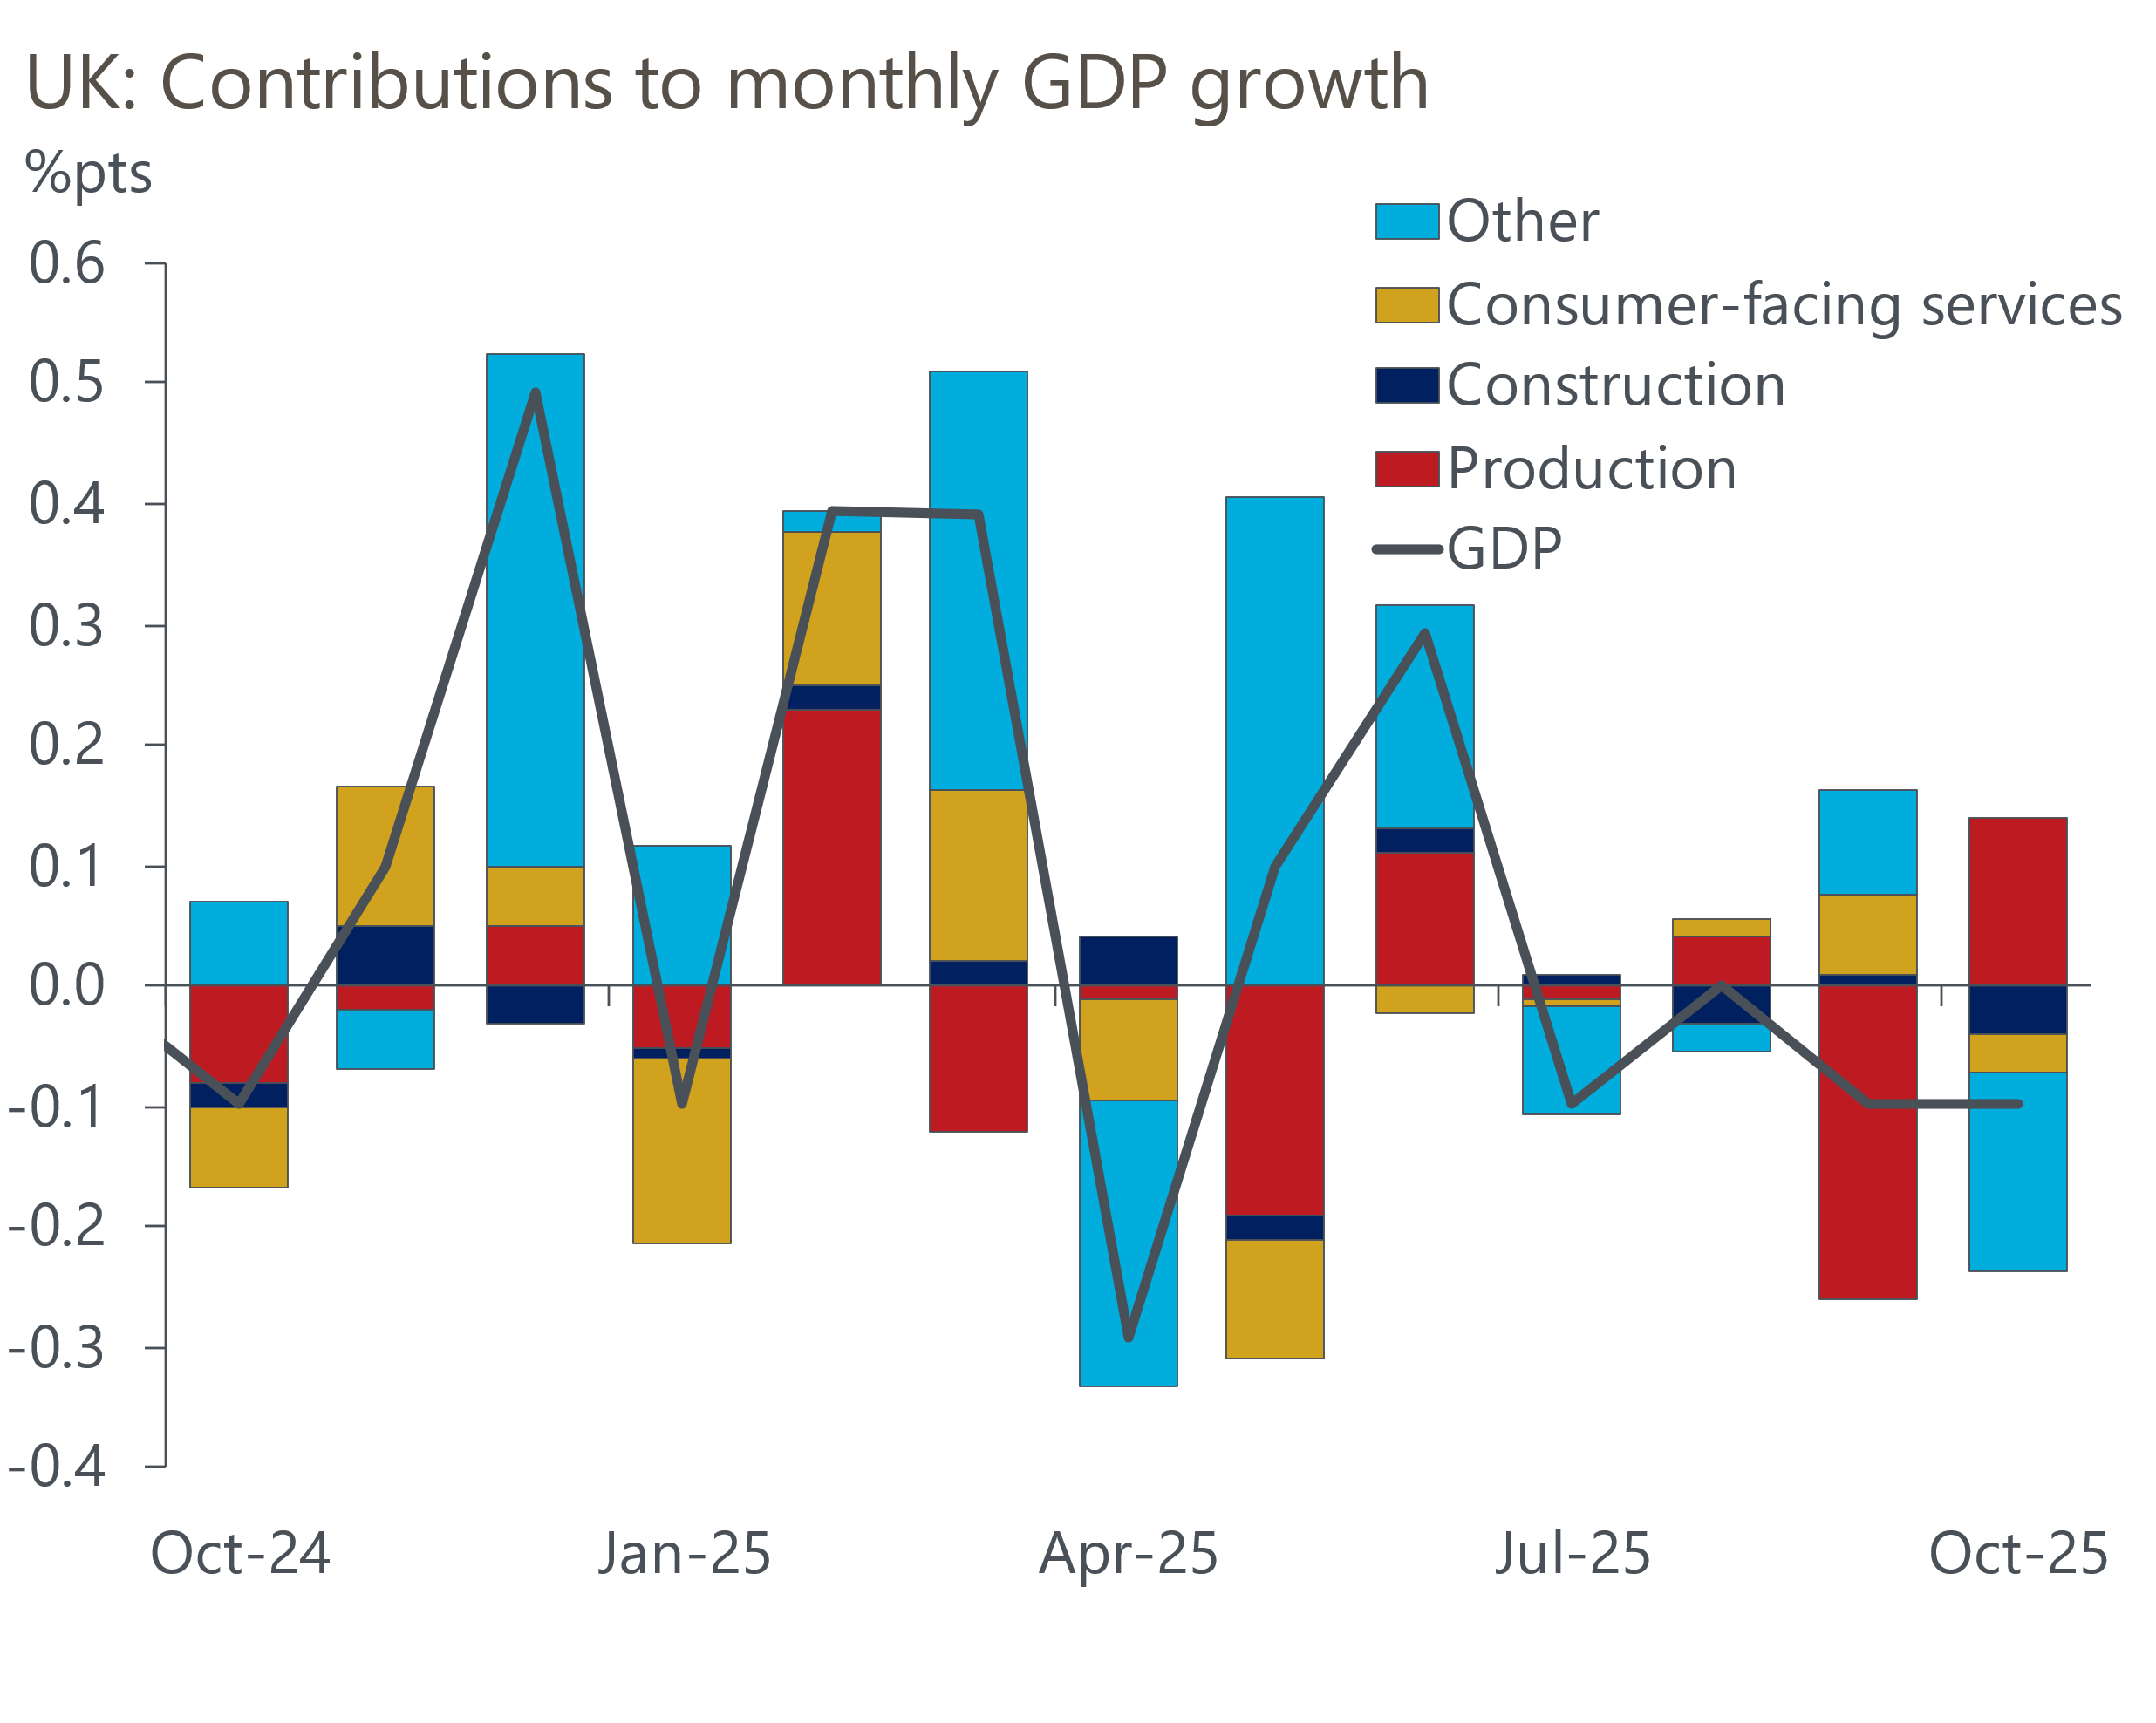 UK: Contributions to monthly GDP growth
%pts
Other
Consumer-facing services
Construction
Production
GDP
0.6
0.5
0.4
0.3
0.2
0.1
0.0
-0.1
-0.2
-0.3
-0.4
Oct-24 Jan-25 Apr-25 Jul-25 Oct-25